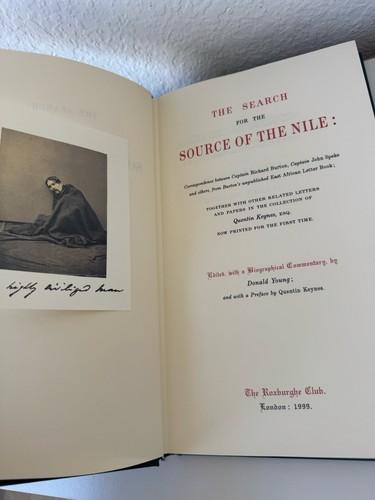 highly civilized man
THE SEARCH
FOR THE
SOURCE OF THE NILE:
Correspondence between Captain Richard Burton, Captain John Speke
and others, from Burton's unpublished East African Letter Book;
TOGETHER WITH OTHER RELATED LETTERS
AND PAPERS IN THE COLLECTION OF
Quentin Keynes, ESQ.
NOW PRINTED FOR THE FIRST TIME.
Edited, with a Biographical Commentary, by
Donald Young;
and with a Preface by Quentin Keynes.
The Roxburghe Club.
London: 1999.